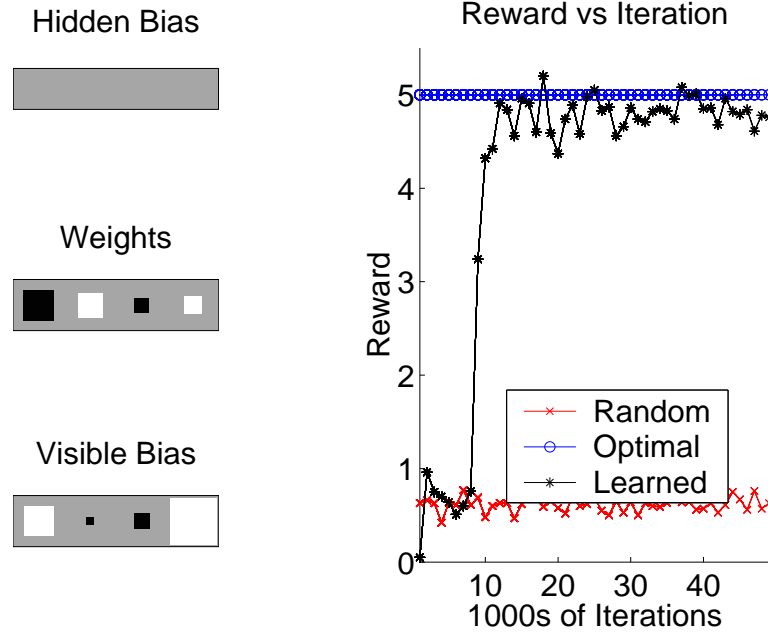 Hidden Bias
Weights
Visible Bias
Reward vs Iteration
Reward
5
4
3
2
1
0
Random
Optimal
Learned
10 20 30 40
1000s of Iterations